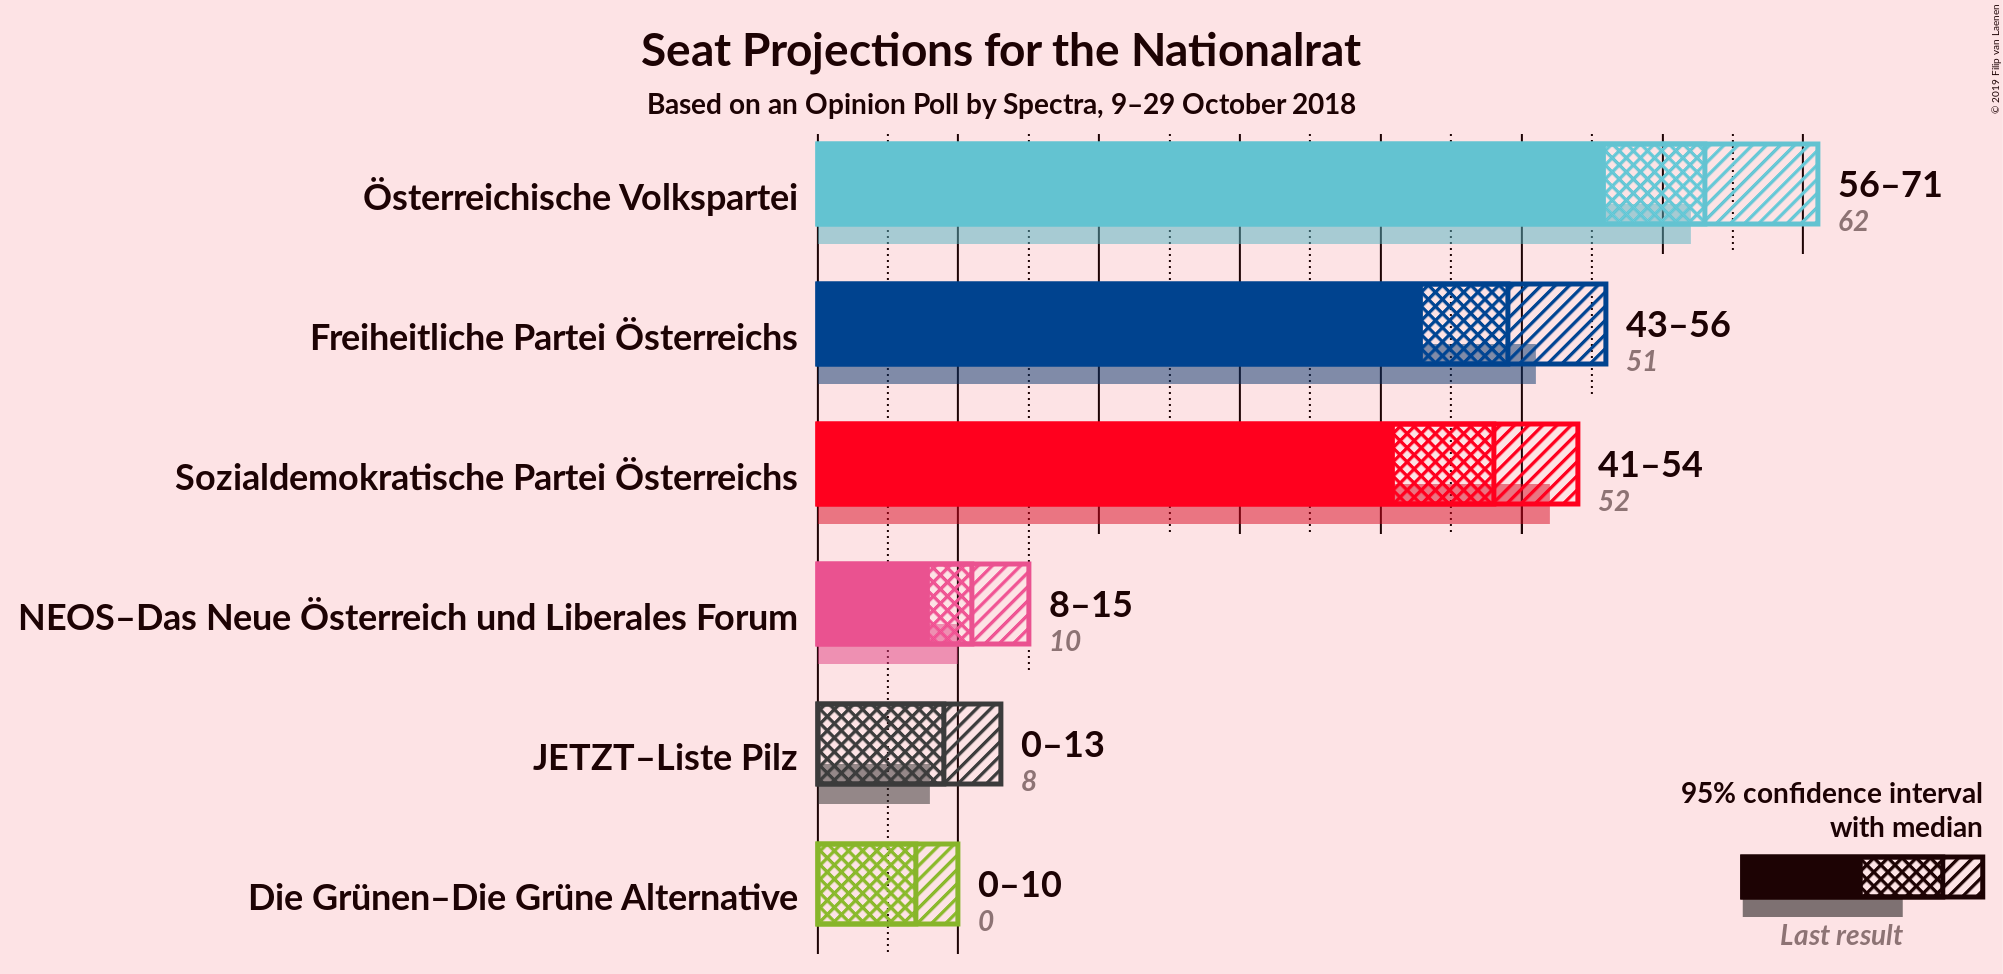 Seat Projections for the Nationalrat
Based on an Opinion Poll by Spectra, 9–29 October 2018
© 2019 Filip van Laenen
Österreichische Volkspartei
56–71
62
Freiheitliche Partei Österreichs
43–56
51
Sozialdemokratische Partei Österreichs
41–54
52
NEOS–Das Neue Österreich und Liberales Forum
8–15
10
JETZT–Liste Pilz
0–13
8
Die Grünen–Die Grüne Alternative
0–10
0
95% confidence interval
with median
Last result